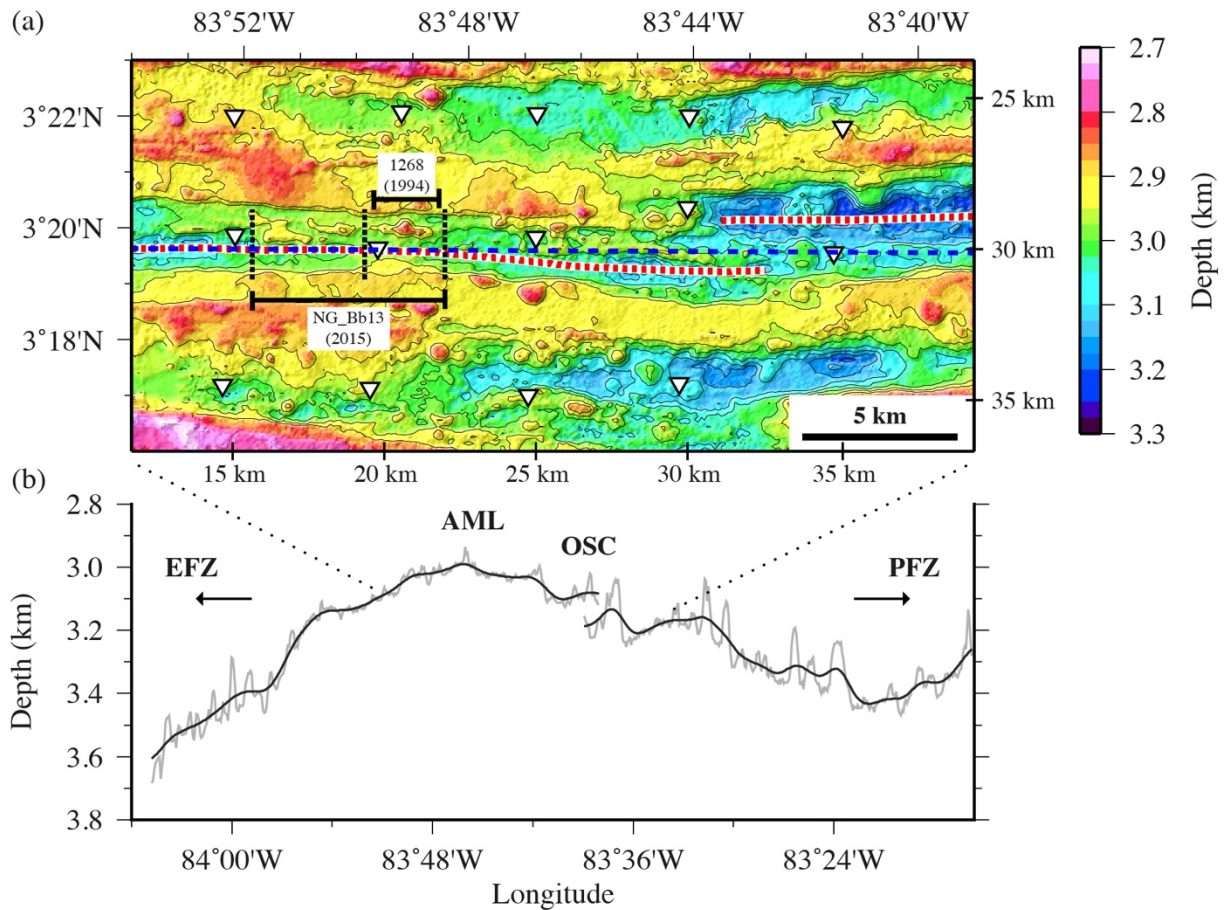 (a)
83˚52'W 83˚48'W 83˚44'W 83˚40'W
3˚22'N
3˚20'N
3˚18'N
25 km
30 km
35 km
1268
(1994)
NG_Bb13
(2015)
5 km
15 km 20 km 25 km 30 km 35 km
2.7
2.8
2.9
3.0
3.1
3.2
3.3
Depth (km)
(b)
2.8
3.0
3.2
3.4
3.6
3.8
Depth (km)
AML
OSC
EFZ
PFZ
84˚00'W 83˚48'W 83˚36'W 83˚24'W
Longitude